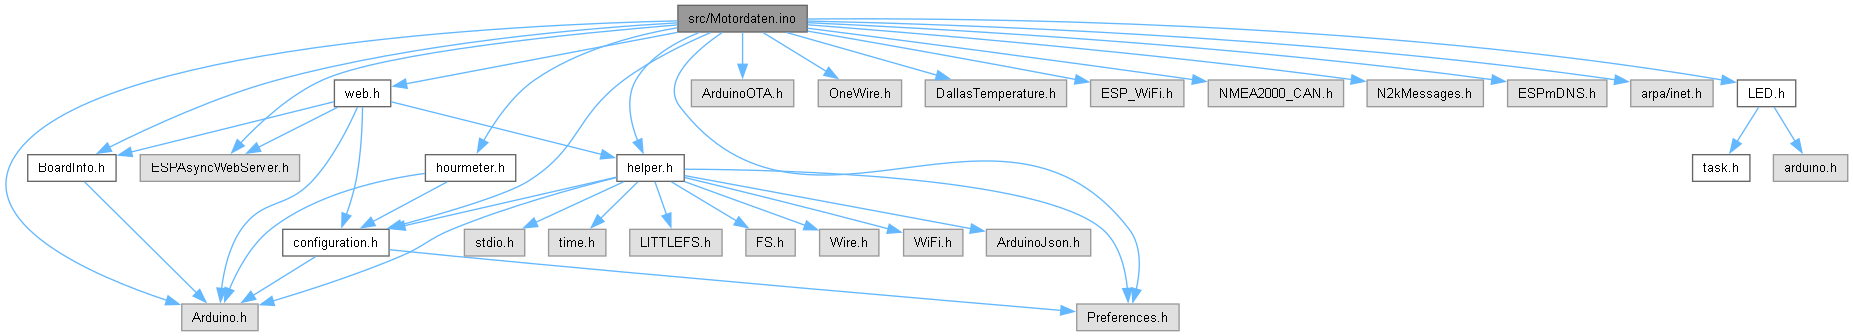 src/Motordaten.ino
web.h
ArduinoOTA.h
OneWire.h
DallasTemperature.h
ESP_WiFi.h
NMEA2000_CAN.h
N2kMessages.h
ESPmDNS.h
arpa/inet.h
LED.h
BoardInfo.h
ESPAsyncWebServer.h
hourmeter.h
helper.h
task.h
arduino.h
configuration.h
stdio.h
time.h
LITTLEFS.h
FS.h
Wire.h
WiFi.h
ArduinoJson.h
Arduino.h
Preferences.h